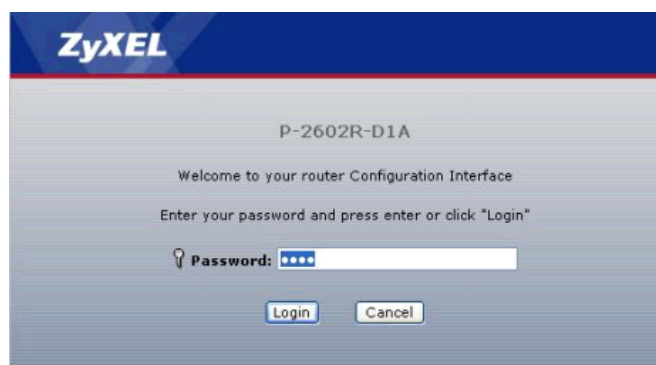 ZyXEL
P-2602R-D1A
Welcome to your router Configuration Interface
Enter your password and press enter or click "Login"
Password: ••••
Login Cancel